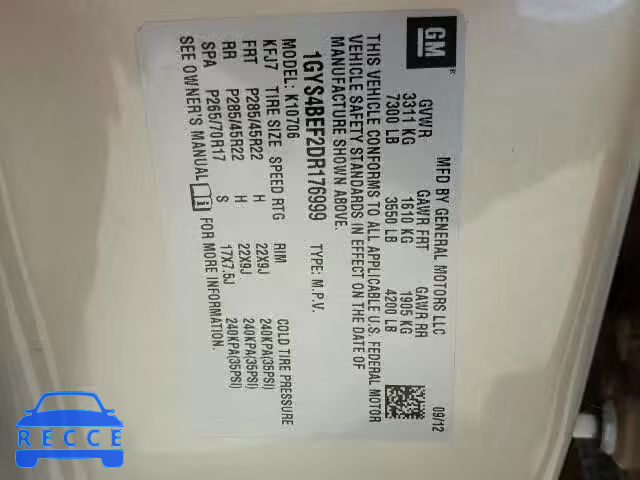 GM
MFD BY GENERAL MOTORS LLC 09/12
GVWR GAWR FRT GAWR RR
3311 KG 1610 KG 1905 KG
7300 LB 3550 LB 4200 LB
THIS VEHICLE CONFORMS TO ALL APPLICABLE U.S. FEDERAL MOTOR
VEHICLE SAFETY STANDARDS IN EFFECT ON THE DATE OF
MANUFACTURE SHOWN ABOVE.
1GYS4BEF2DR176999 TYPE: M.P.V.
MODEL: K10706
KFJ7 TIRE SIZE SPEED RTG RIM COLD TIRE PRESSURE
FRT P285/45R22 H 22X9J 240KPA(35PSI)
RR P285/45R22 H 22X9J 240KPA(35PSI)
SPA P265/70R17 S 17X7.5J 240KPA(35PSI)
SEE OWNER'S MANUAL i FOR MORE INFORMATION.
RECCE